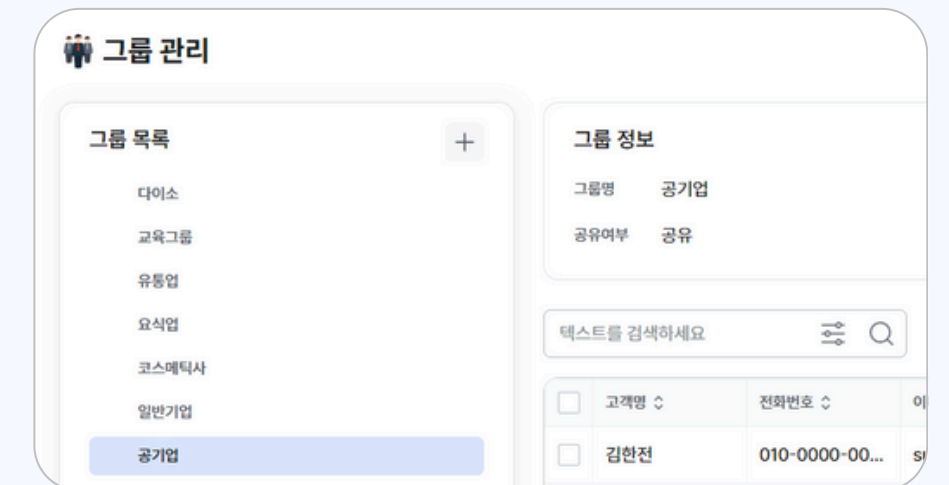 그룹 관리
그룹 목록
다이소
교육그룹
유통업
요식업
코스메틱사
일반기업
공기업
그룹 정보
그룹명 공기업
공유여부 공유
텍스트를 검색하세요
고객명 전화번호 이
김한전 010-0000-00...